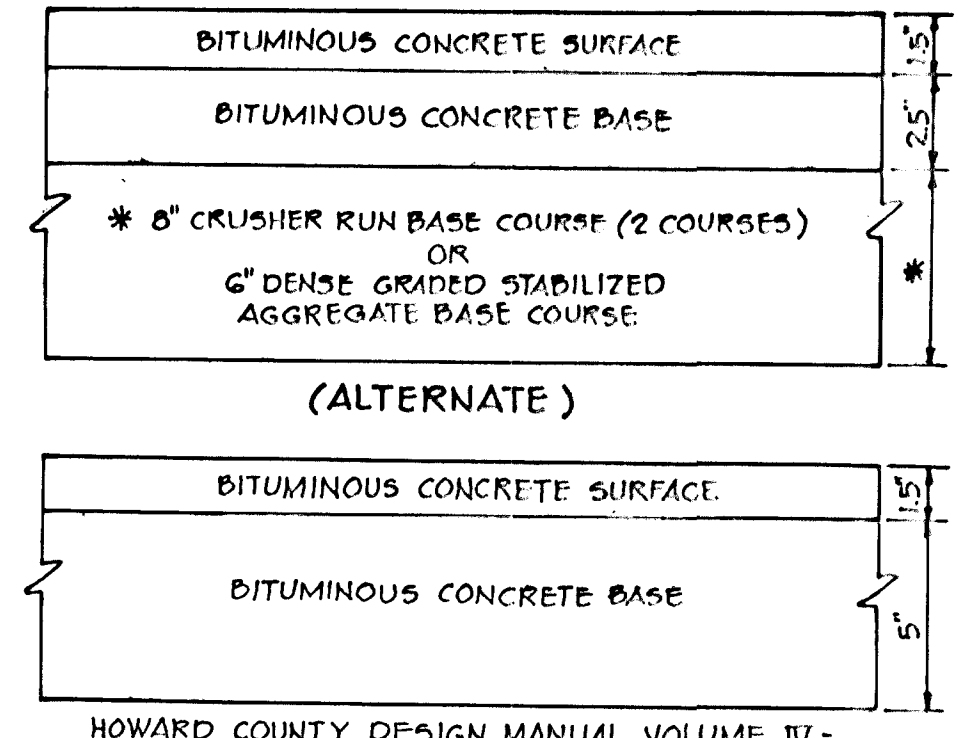 BITUMINOUS CONCRETE SURFACE
1.5"
BITUMINOUS CONCRETE BASE
2.5"
* 8" CRUSHER RUN BASE COURSE (2 COURSES)
OR
6" DENSE GRADED STABILIZED
AGGREGATE BASE COURSE
*
(ALTERNATE)
BITUMINOUS CONCRETE SURFACE
1.5"
BITUMINOUS CONCRETE BASE
5"
HOWARD COUNTY DESIGN MANUAL VOLUME IV -